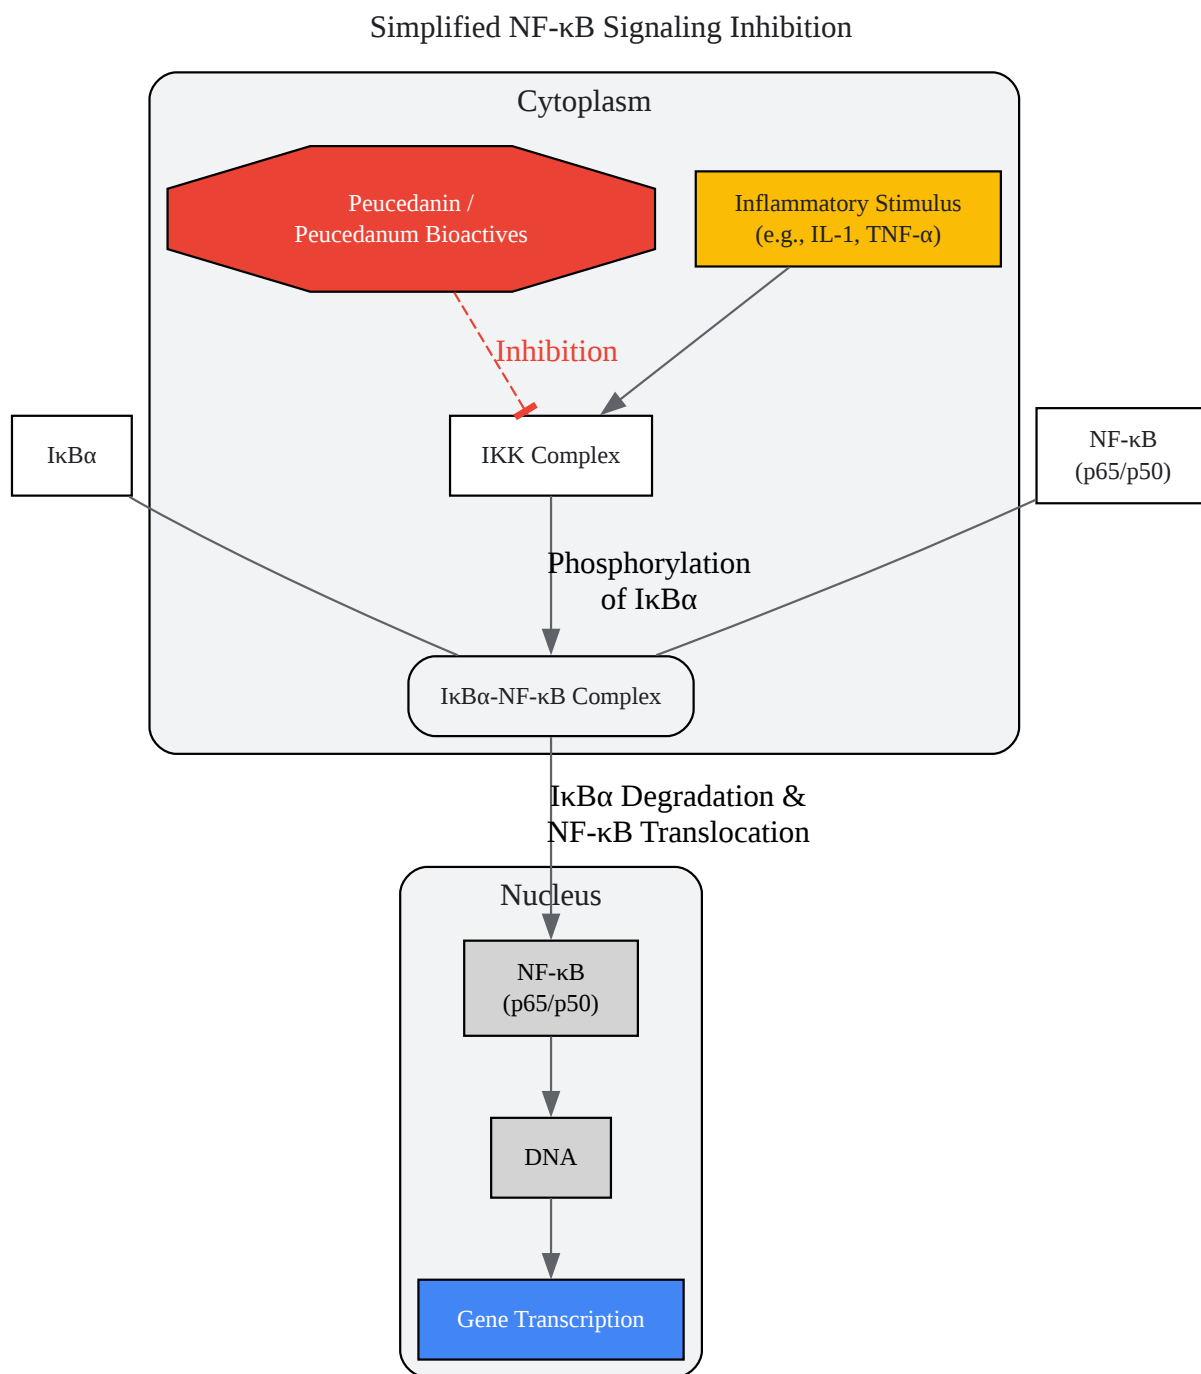 Simplified NF-κB Signaling Inhibition
Cytoplasm
Peucedanin /
Peucedanum Bioactives
Inflammatory Stimulus
(e.g., IL-1, TNF-α)
Inhibition
IκBα
IKK Complex
NF-κB
(p65/p50)
Phosphorylation
of IκBα
IκBα-NF-κB Complex
IκBα Degradation &
NF-κB Translocation
Nucleus
NF-κB
(p65/p50)
DNA
Gene Transcription